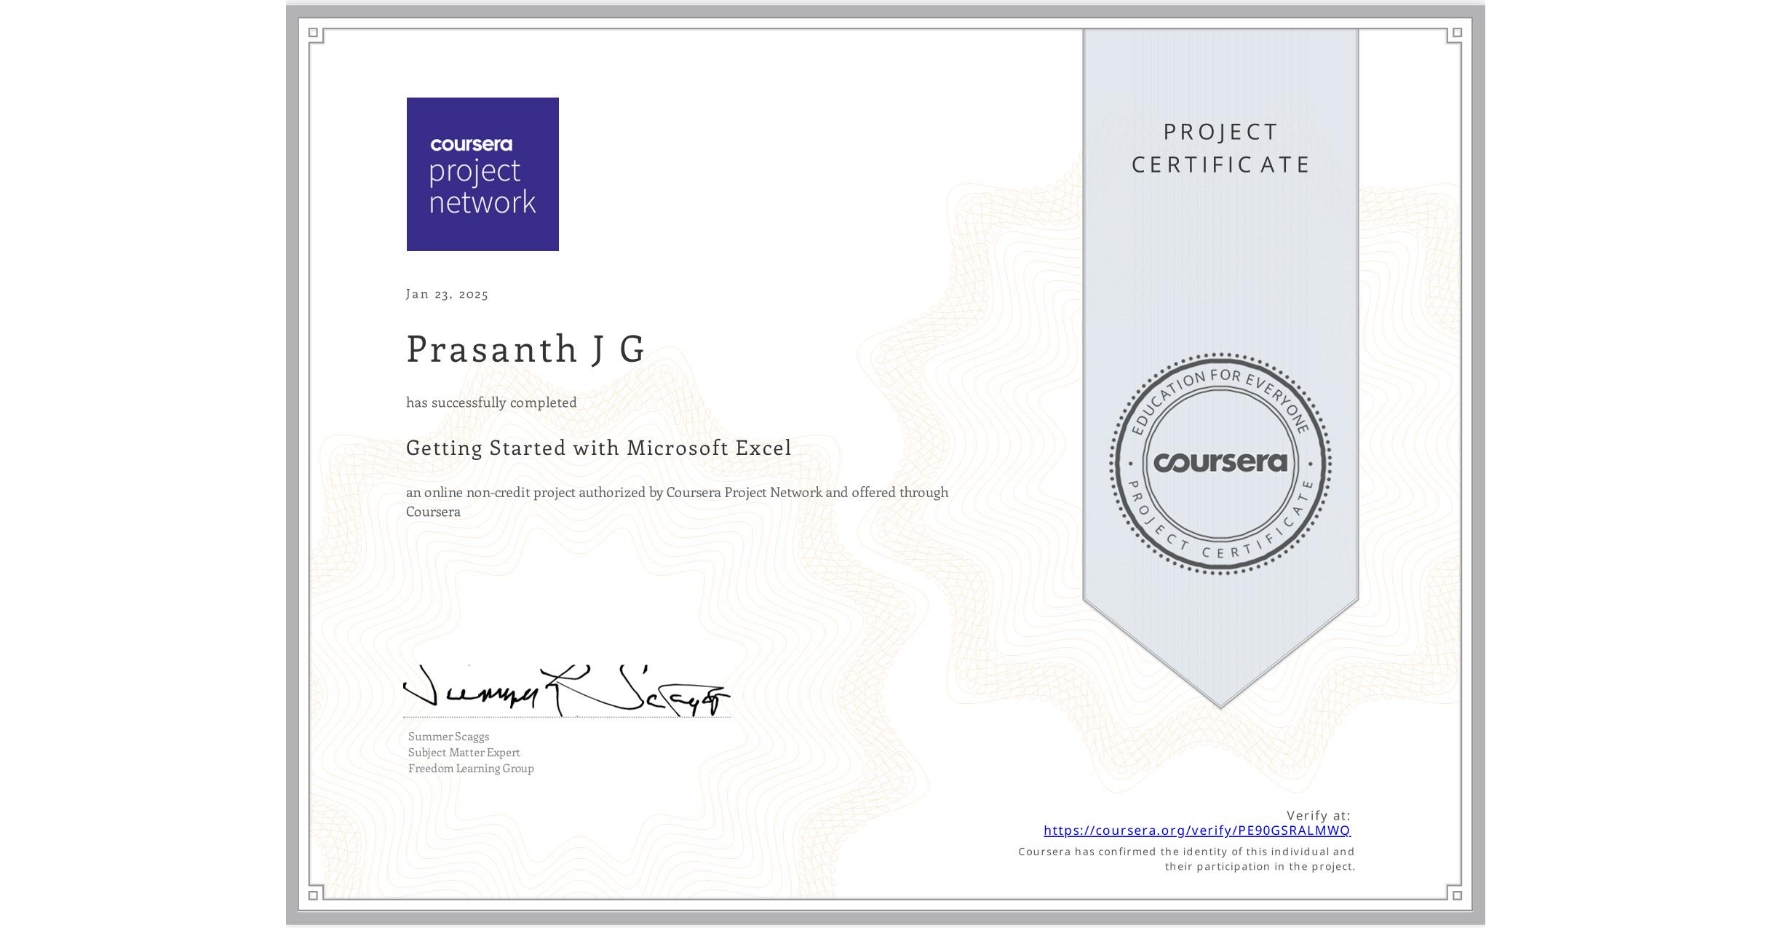 coursera
project
network
PROJECT
CERTIFICATE
Jan 23, 2025
Prasanth J G
has successfully completed
Getting Started with Microsoft Excel
an online non-credit project authorized by Coursera Project Network and offered through
Coursera
EDUCATION FOR EVERYONE
coursera
PROJECT CERTIFICATE
Summer Scaggs
Subject Matter Expert
Freedom Learning Group
Verify at:
https://coursera.org/verify/PE90GSRALMWQ
Coursera has confirmed the identity of this individual and
their participation in the project.